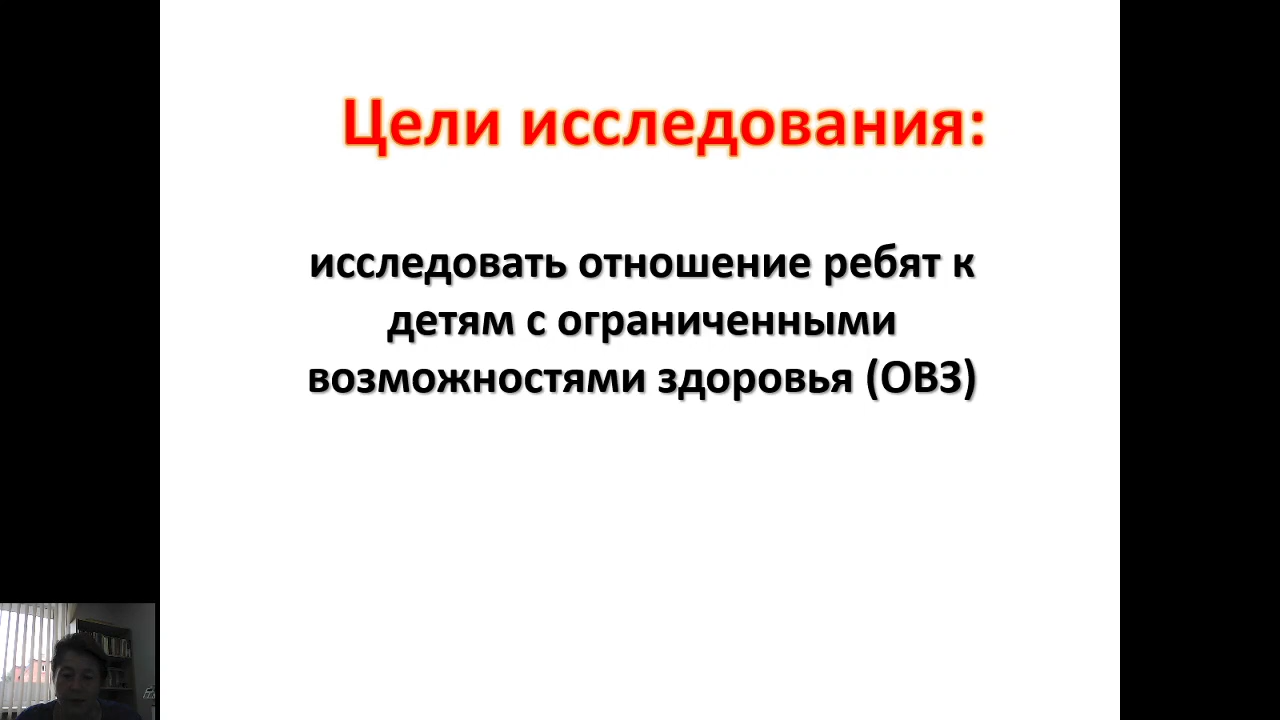 Цели исследования:
исследовать отношение ребят к
детям с ограниченными
возможностями здоровья (ОВЗ)